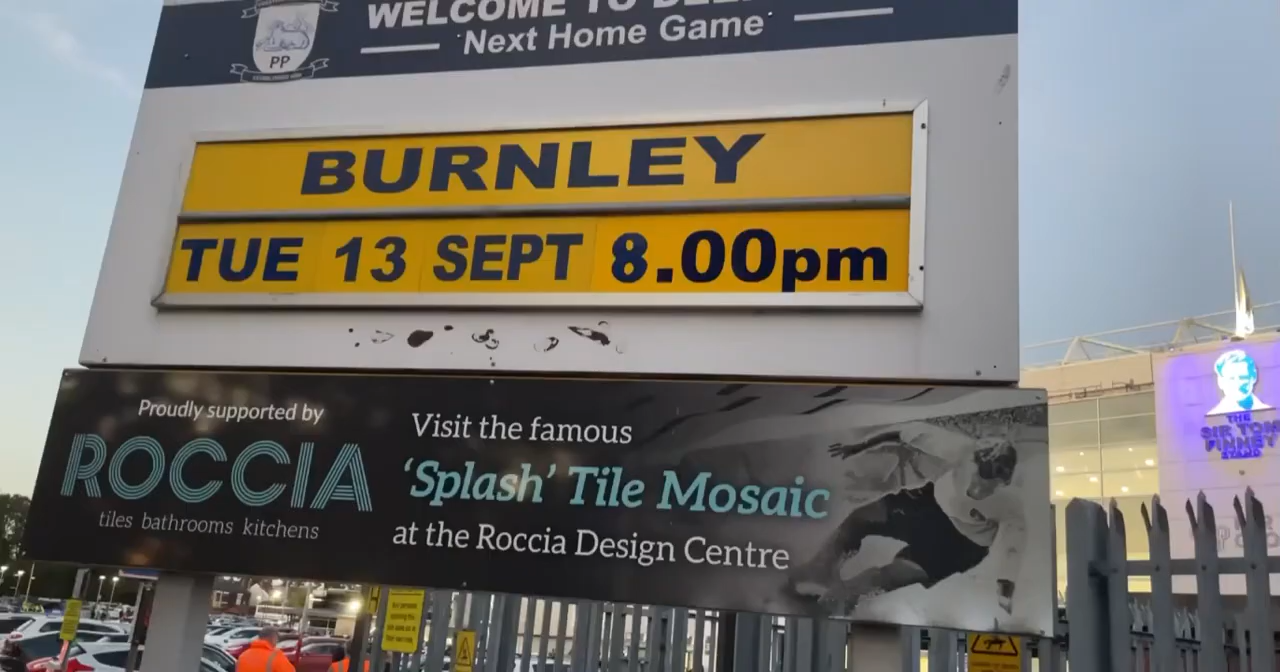 WELCOME TO
Next Home Game
PP
BURNLEY
TUE 13 SEPT 8.00pm
Proudly supported by
ROCCIA
tiles bathrooms kitchens
Visit the famous
'Splash' Tile Mosaic
at the Roccia Design Centre
THE
SIR TOM
FINNEY
STAND